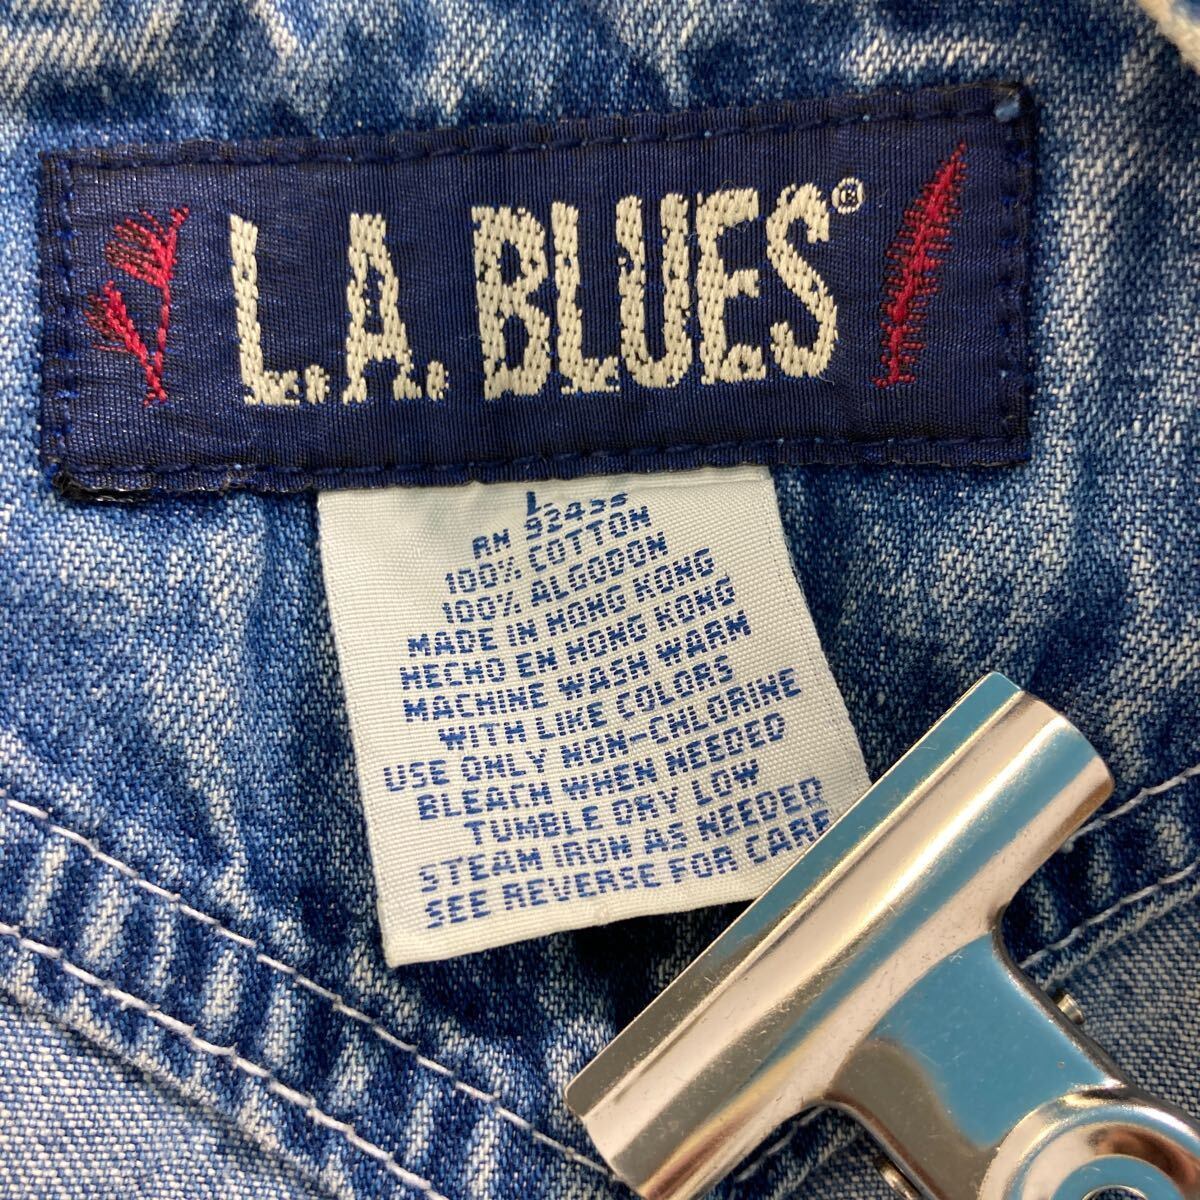 L.A. BLUES®
L
RN 92455
100% COTTON
100% ALGODON
MADE IN HONG KONG
HECHO EN HONG KONG
MACHINE WASH WARM
WITH LIKE COLORS
USE ONLY NON-CHLORINE
BLEACH WHEN NEEDED
TUMBLE DRY LOW
STEAM IRON AS NEEDED
SEE REVERSE FOR CARE